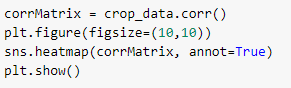 corrMatrix = crop_data.corr()
plt.figure(figsize=(10,10))
sns.heatmap(corrMatrix, annot=True)
plt.show()